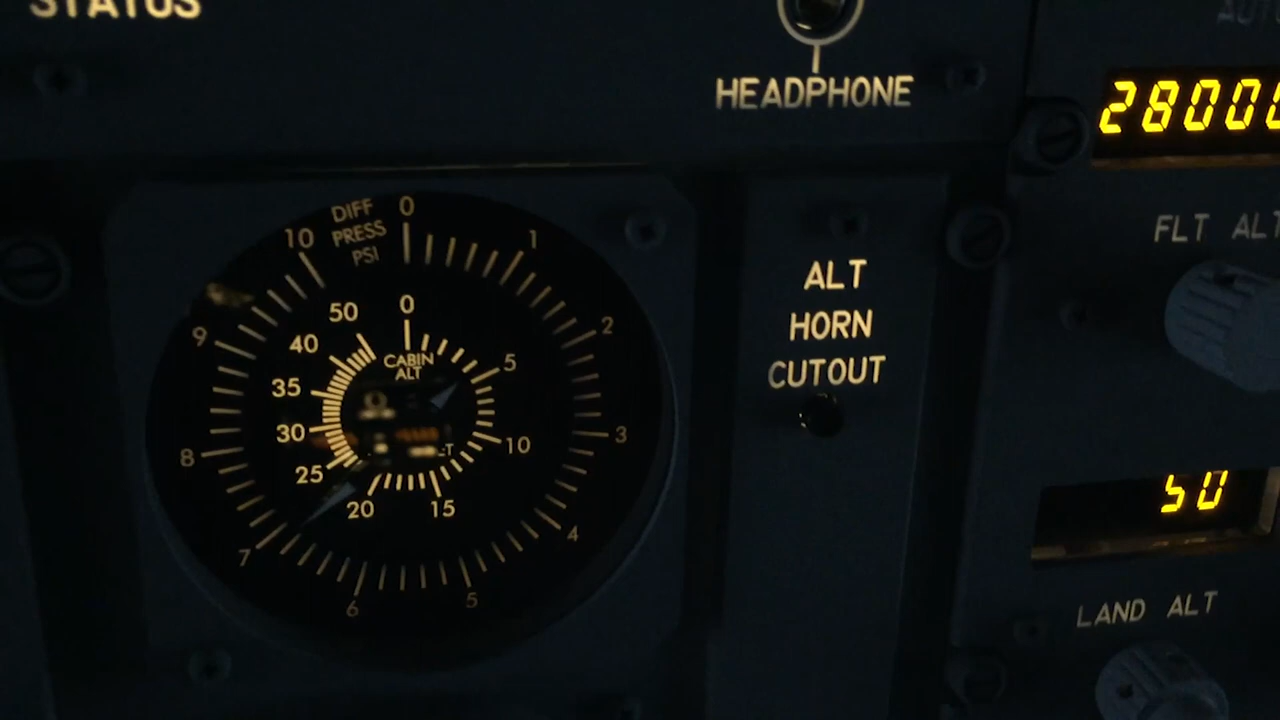 STATUS
HEADPHONE
28000
FLT ALT
DIFF
PRESS
PSI
0
1
2
3
4
5
6
7
8
9
10
CABIN
ALT
0
5
10
15
20
25
30
35
40
50
ALT
HORN
CUTOUT
50
LAND ALT